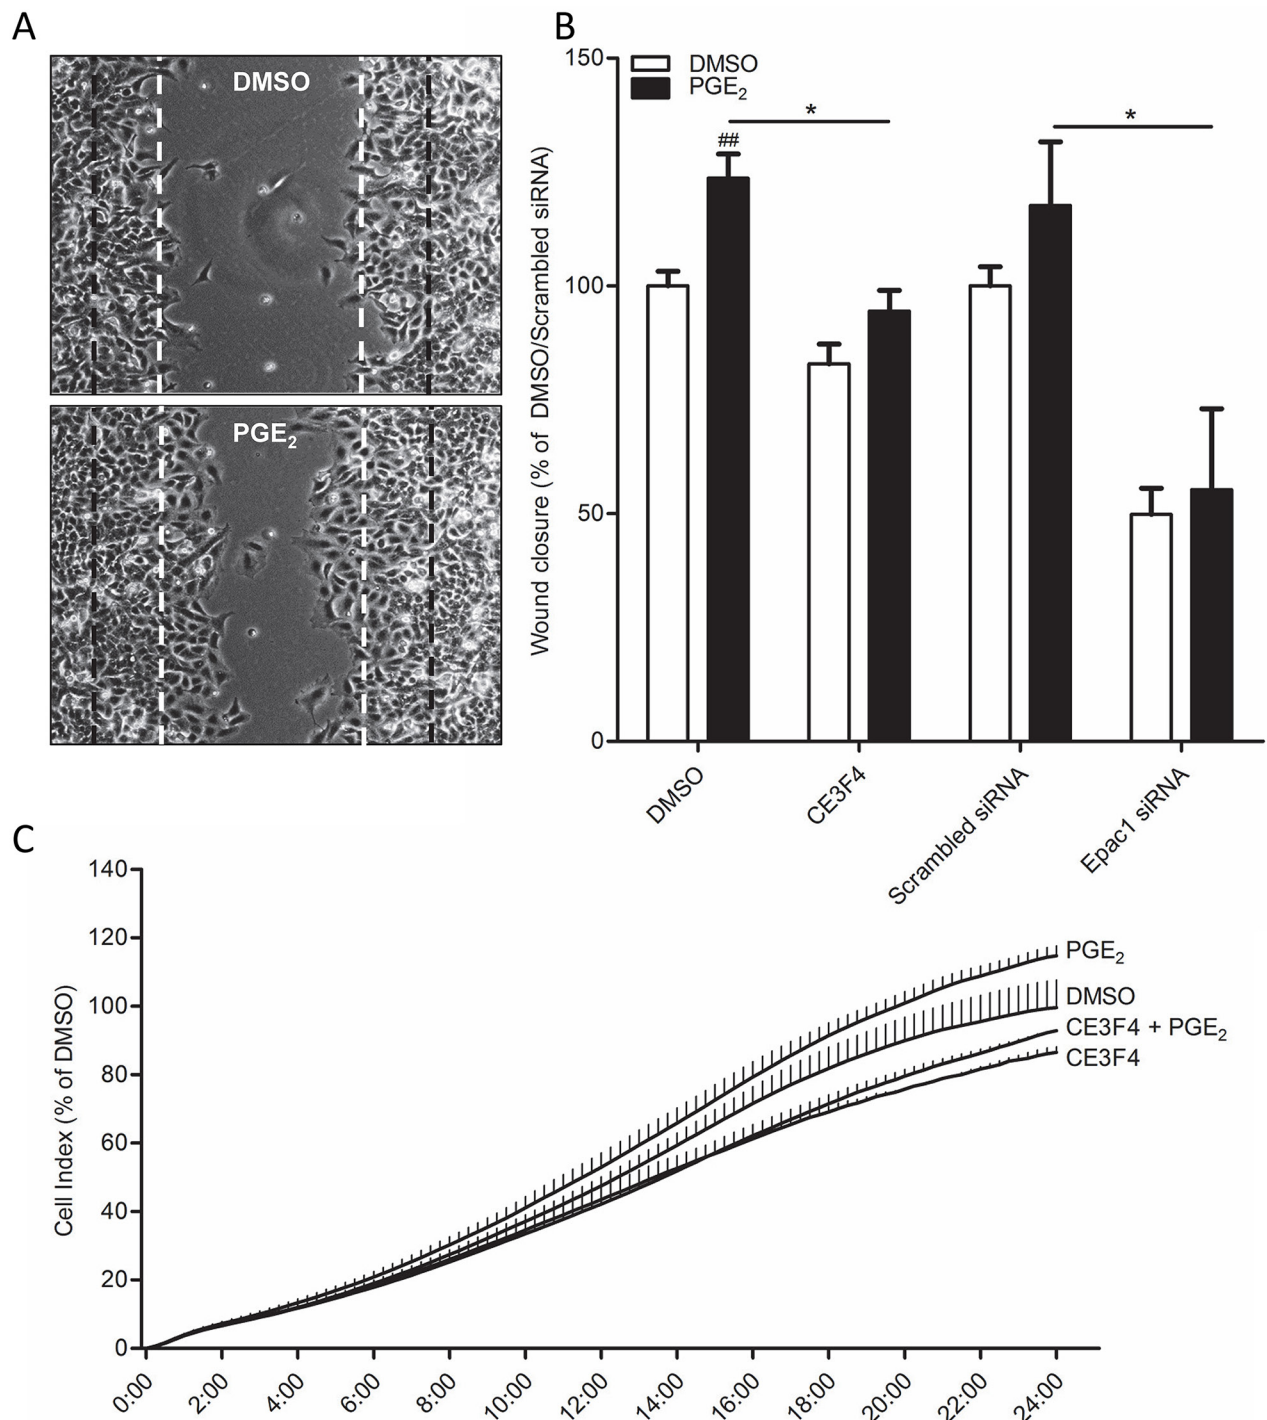 A
DMSO
PGE2
B
Wound closure (% of DMSO/Scrambled siRNA)
150
100
50
0
DMSO
PGE2
##
*
*
DMSO
CE3F4
Scrambled siRNA
Epac1 siRNA
C
Cell Index (% of DMSO)
140
120
100
80
60
40
20
0
PGE2
DMSO
CE3F4 + PGE2
CE3F4
0:00
2:00
4:00
6:00
8:00
10:00
12:00
14:00
16:00
18:00
20:00
22:00
24:00